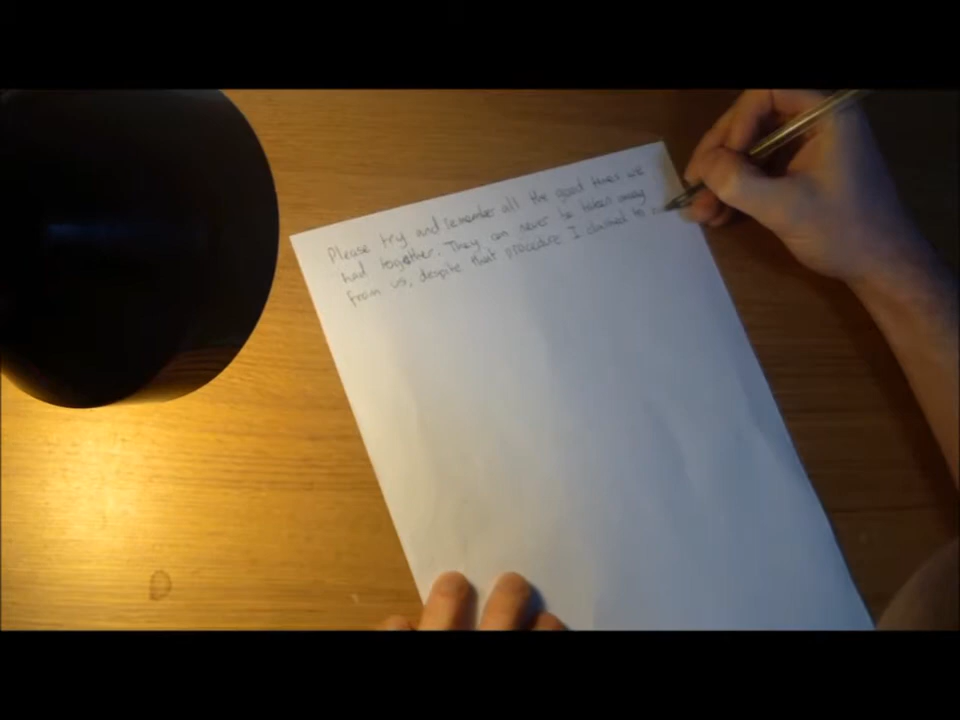 Please try and remember all the good times we
had together. They can never be taken away
from us, despite that procedure I claimed to